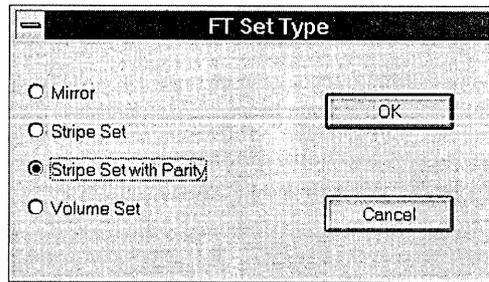 FT Set Type
Mirror
OK
Stripe Set
Stripe Set with Parity
Volume Set
Cancel